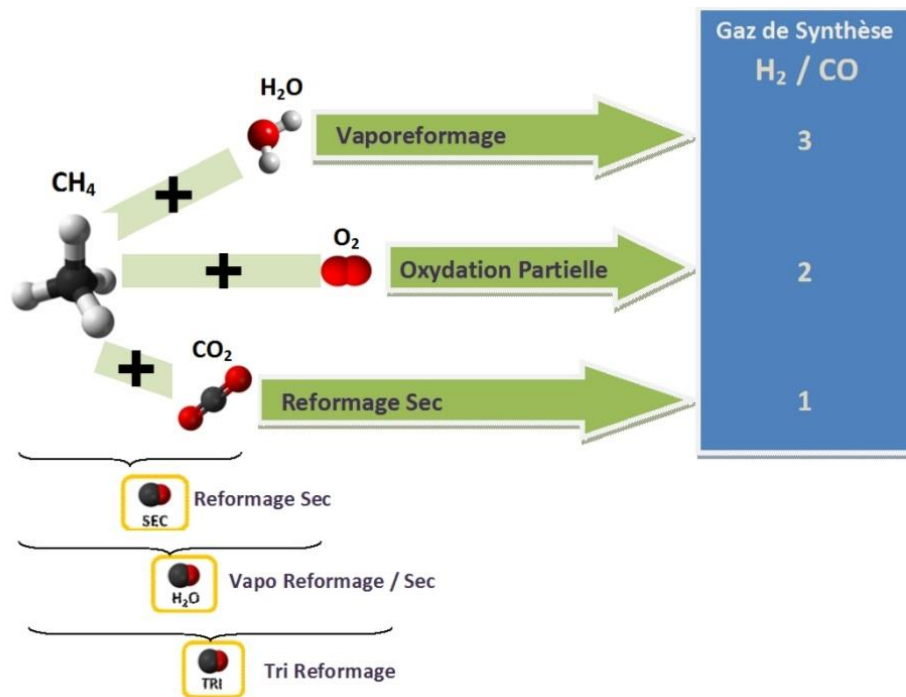 Gaz de Synthèse
H₂ / CO
H₂O
Vaporeformage
3
CH₄
O₂
Oxydation Partielle
2
CO₂
Reformage Sec
1
SEC
Reformage Sec
H₂O
Vapo Reformage / Sec
TRI
Tri Reformage